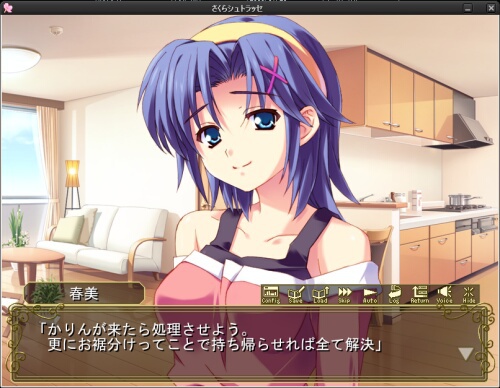 さくらシュトラッセ
春美
Config Save Load Skip Auto Log Return Voice Hide
「かりんが来たら処理させよう。
更にお裾分けってことで持ち帰らせれば全て解決」